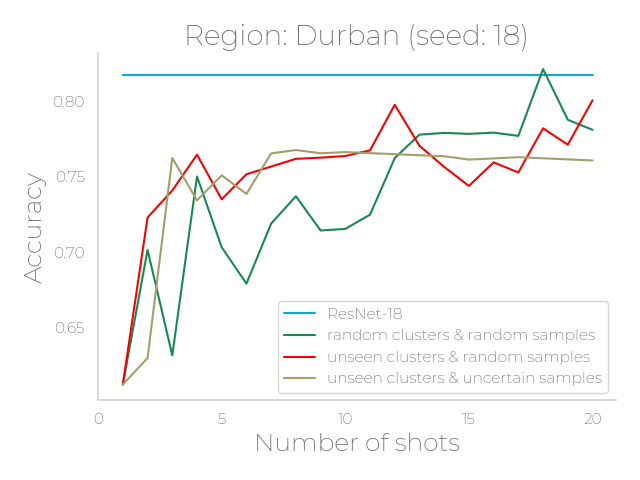 Region: Durban (seed: 18)
Accuracy
0.80
0.75
0.70
0.65
ResNet-18
random clusters & random samples
unseen clusters & random samples
unseen clusters & uncertain samples
0 5 10 15 20
Number of shots